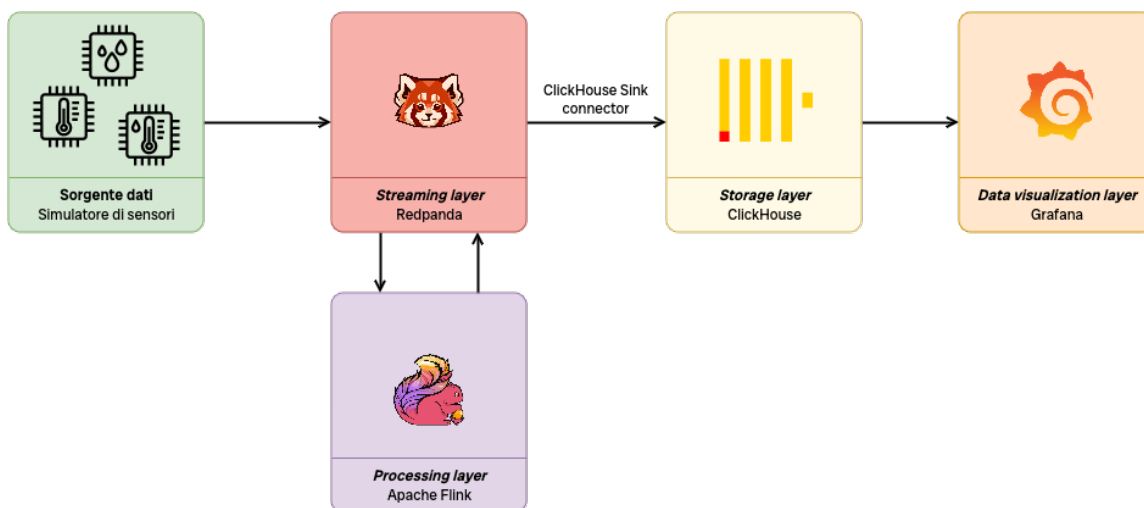 Sorgente dati
Simulatore di sensori
Streaming layer
Redpanda
ClickHouse Sink
connector
Storage layer
ClickHouse
Data visualization layer
Grafana
Processing layer
Apache Flink